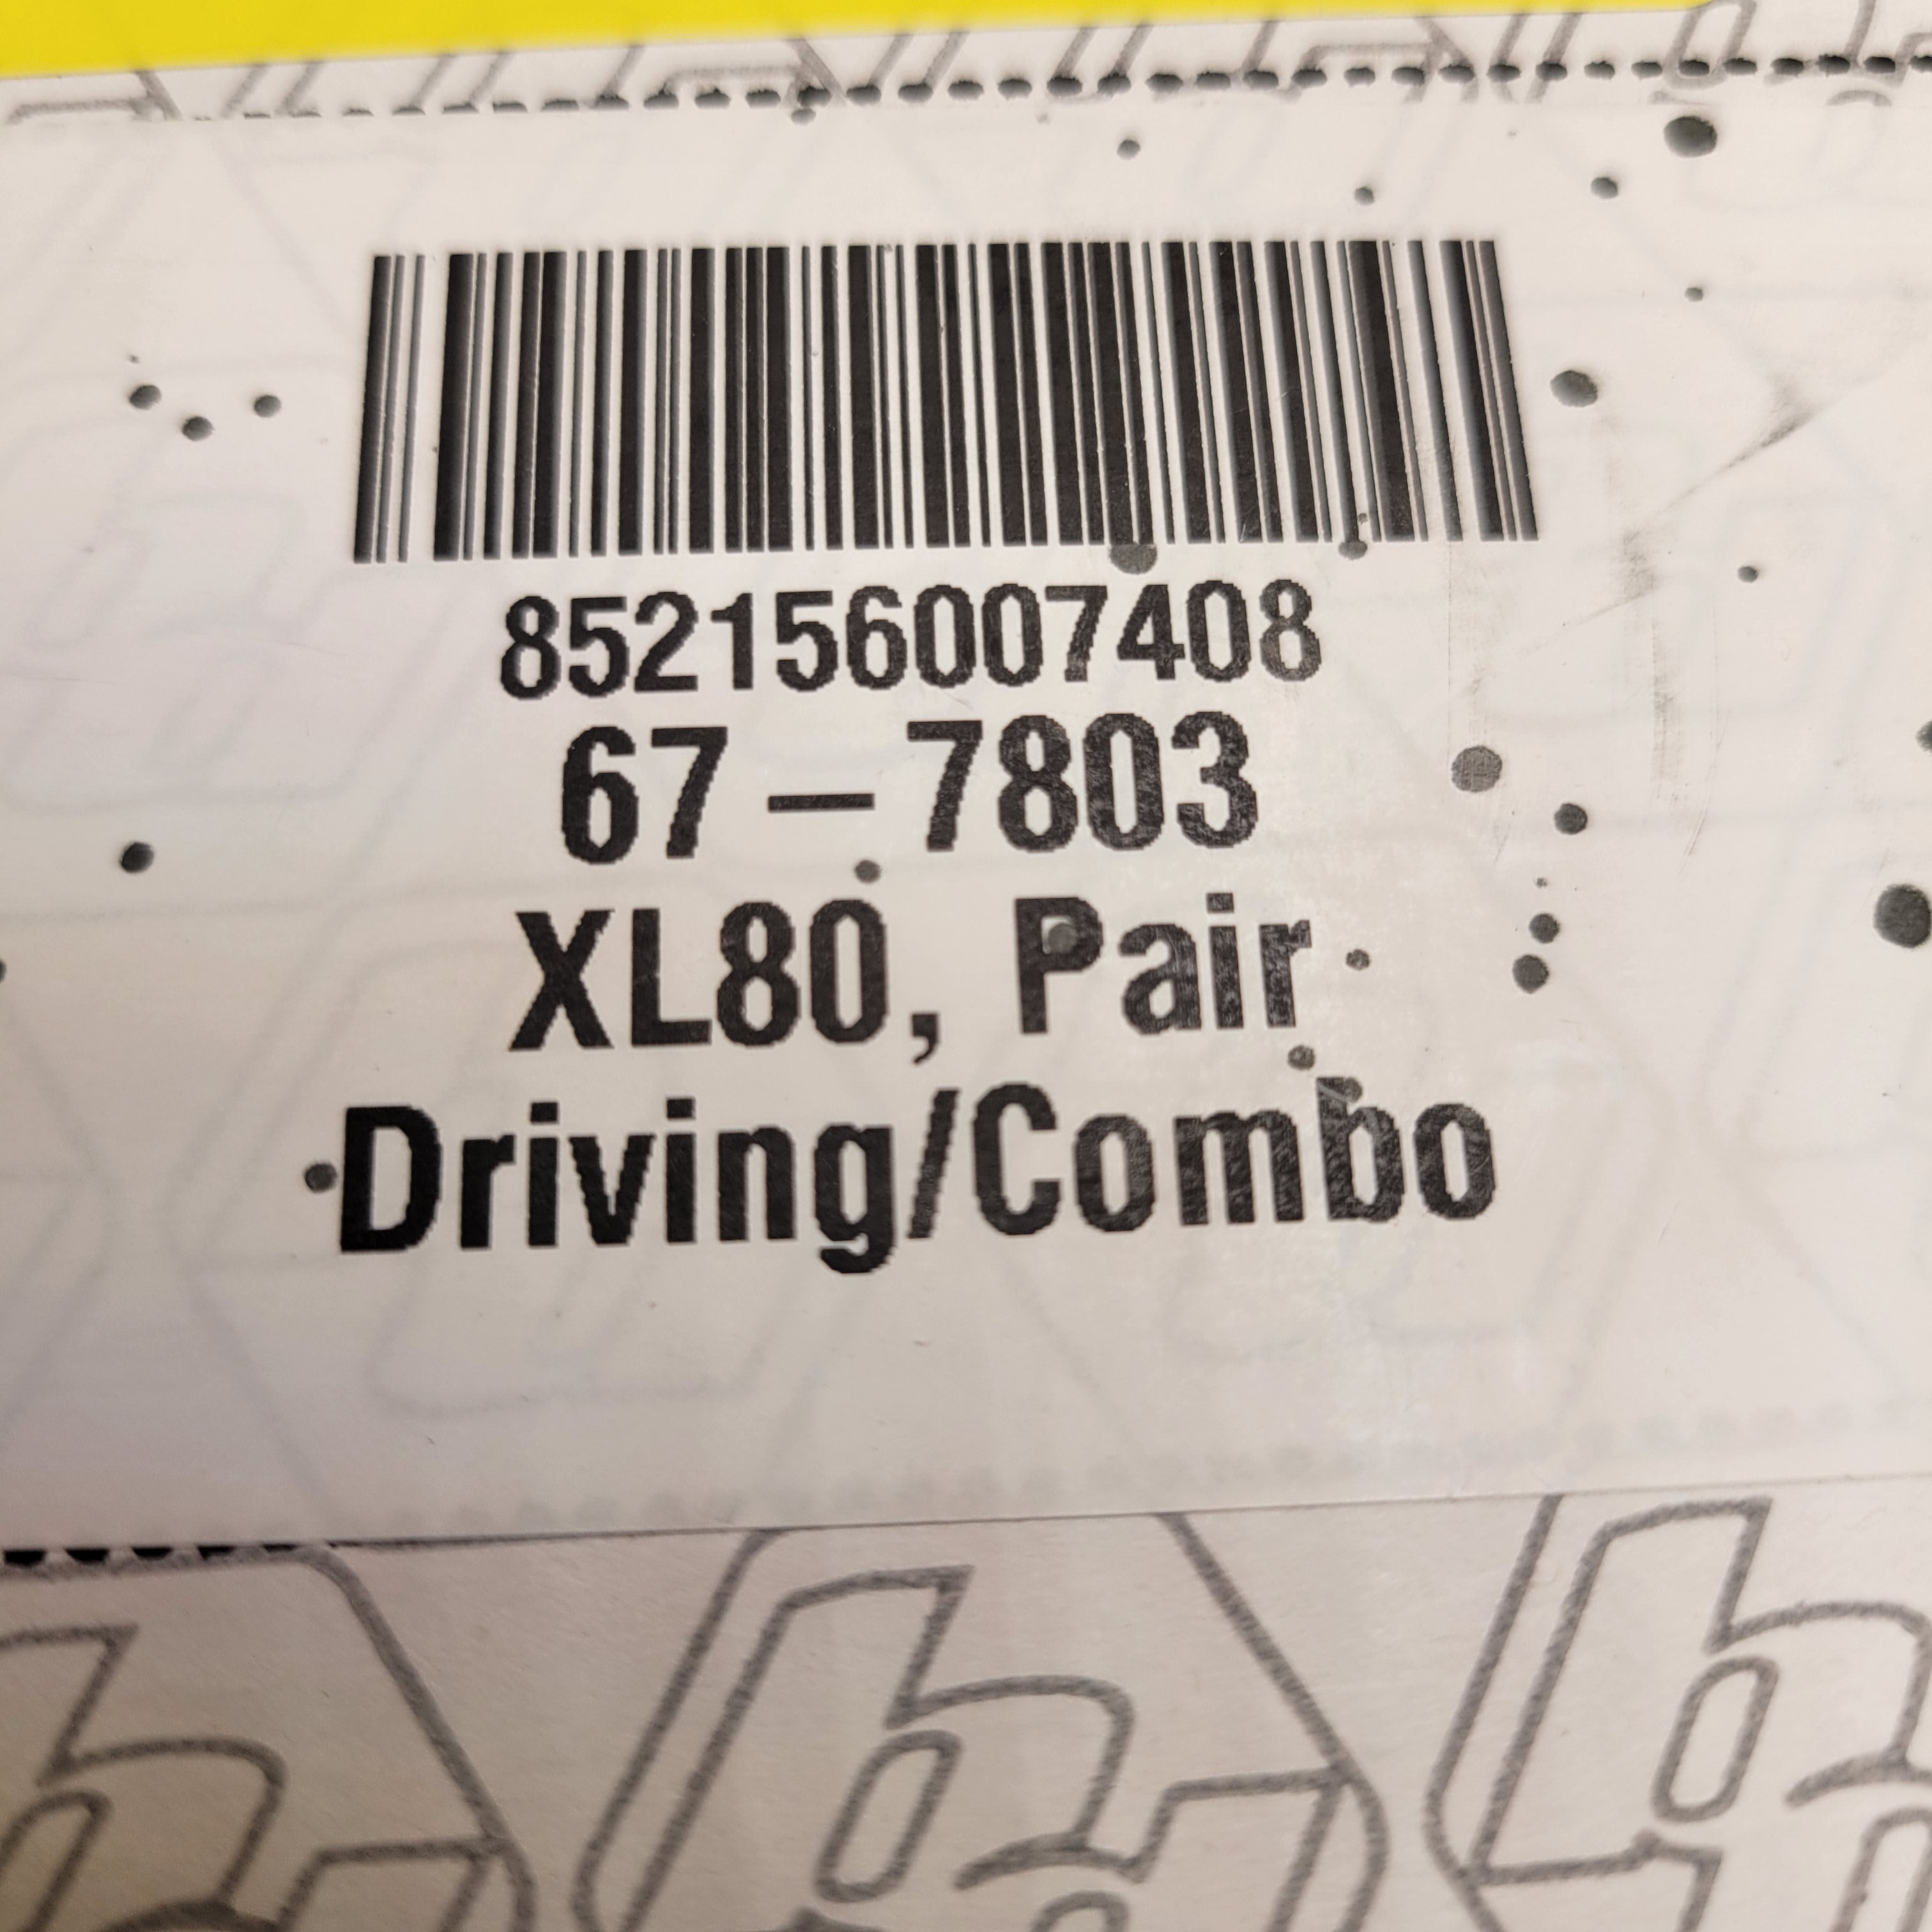 852156007408
67-7803
XL80, Pair
Driving/Combo